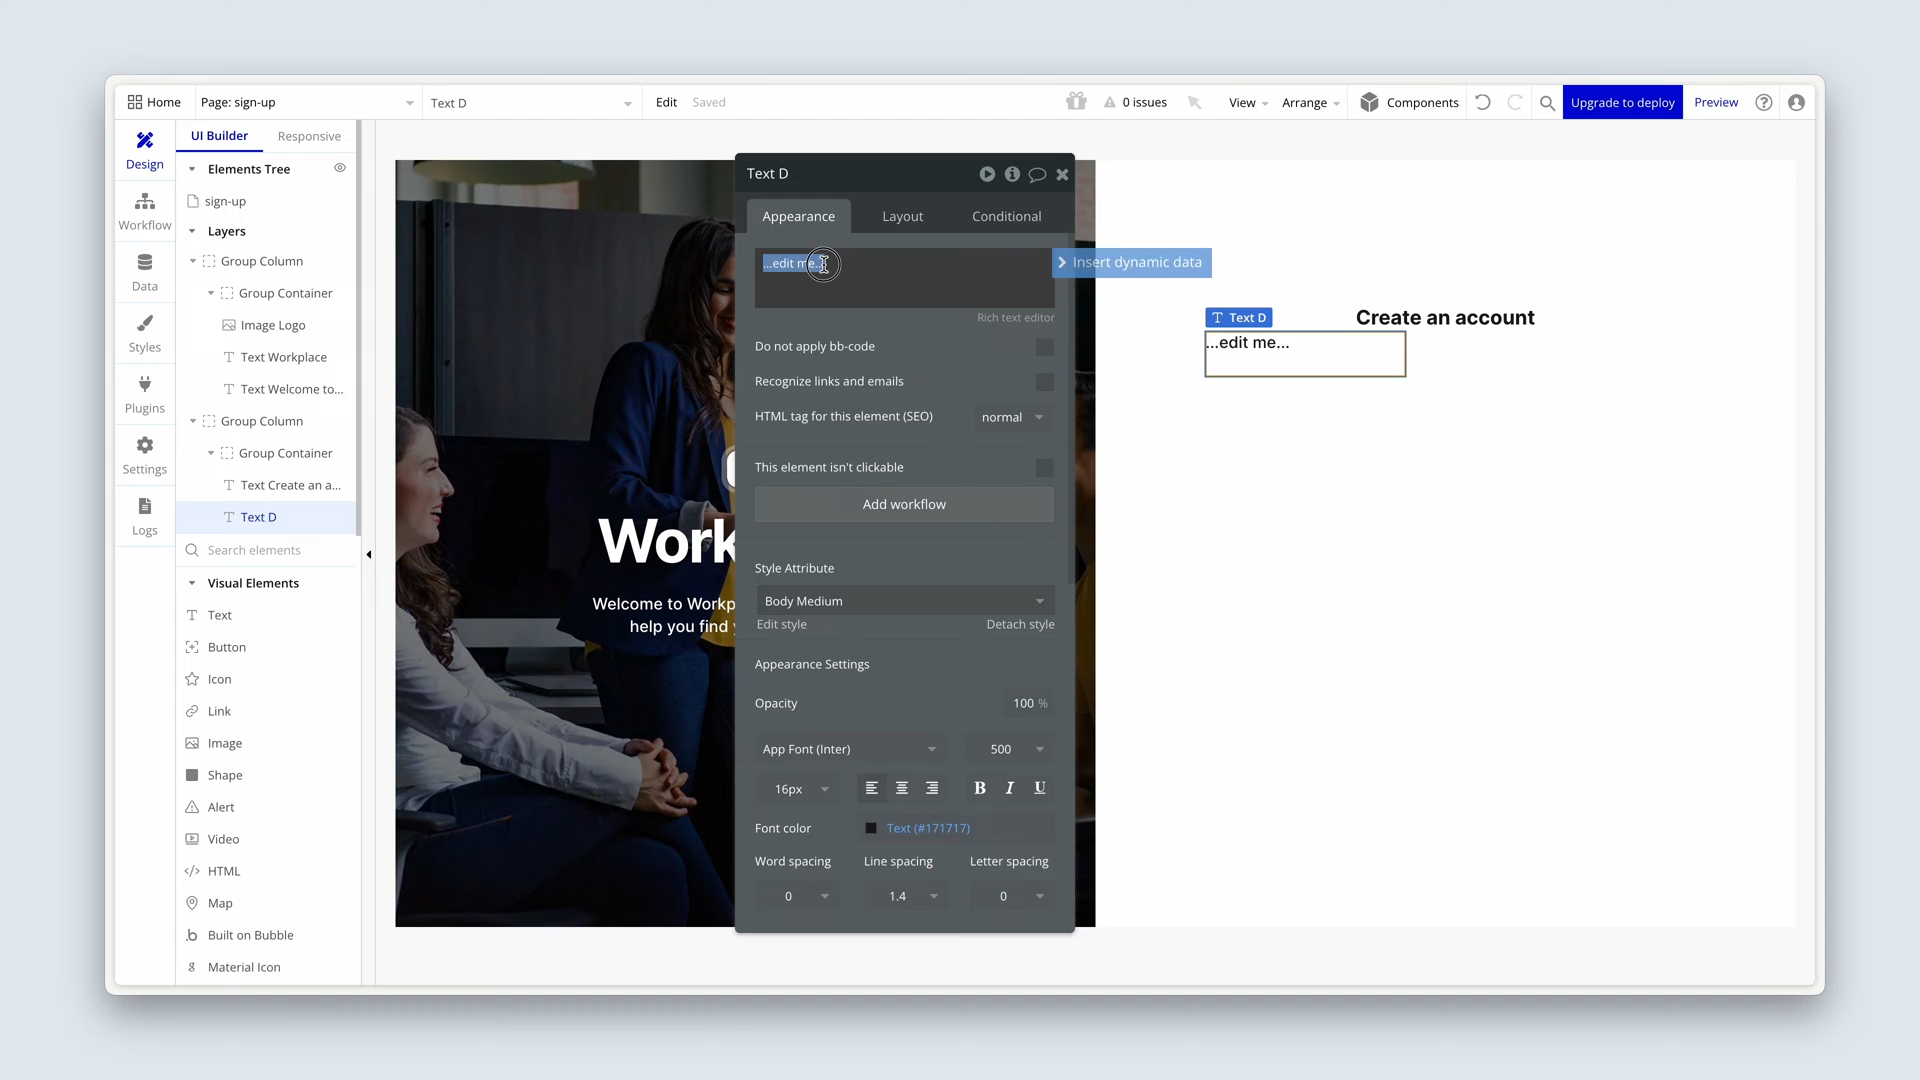 Home
Page: sign-up
Text D
Edit
Saved
0 issues
View
Arrange
Components
Upgrade to deploy
Preview
Design
Workflow
Data
Styles
Plugins
Settings
Logs
UI Builder
Responsive
Elements Tree
sign-up
Layers
Group Column
Group Container
Image Logo
Text Workplace
Text Welcome to...
Group Column
Group Container
Text Create an a...
Text D
Search elements
Visual Elements
Text
Button
Icon
Link
Image
Shape
Alert
Video
HTML
Map
Built on Bubble
Material Icon
Work
Welcome to Workp
help you find
Text D
Appearance
Layout
Conditional
...edit me...
Insert dynamic data
Rich text editor
Do not apply bb-code
Recognize links and emails
HTML tag for this element (SEO)
normal
This element isn't clickable
Add workflow
Style Attribute
Body Medium
Edit style
Detach style
Appearance Settings
Opacity
100 %
App Font (Inter)
500
16px
B I U
Font color
Text (#171717)
Word spacing
Line spacing
Letter spacing
0
1.4
0
Create an account
Text D
...edit me...